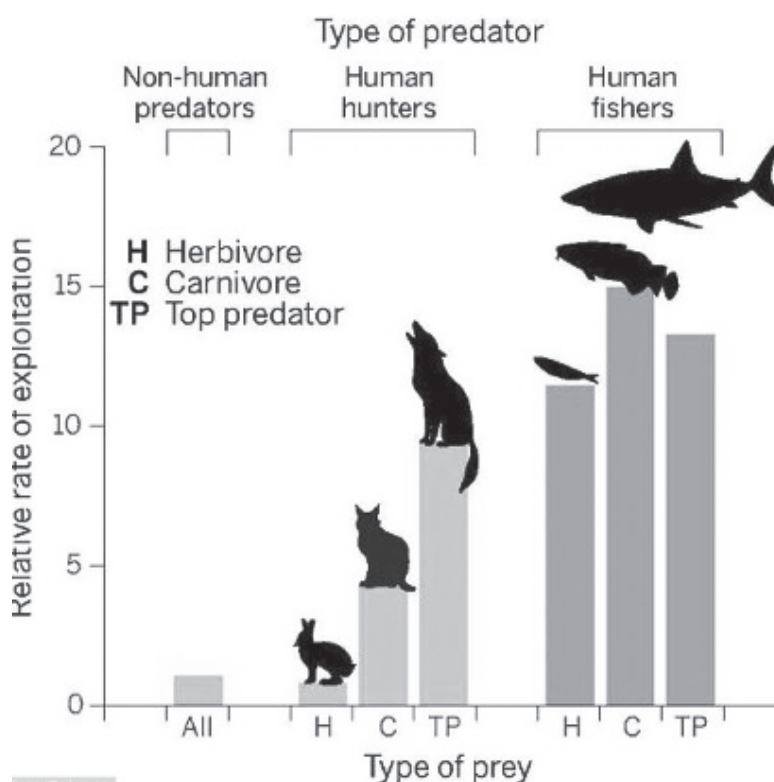 Type of predator
Non-human
predators
Human
hunters
Human
fishers
20
15
10
5
0
Relative rate of exploitation
H Herbivore
C Carnivore
TP Top predator
All
H
C
TP
H
C
TP
Type of prey